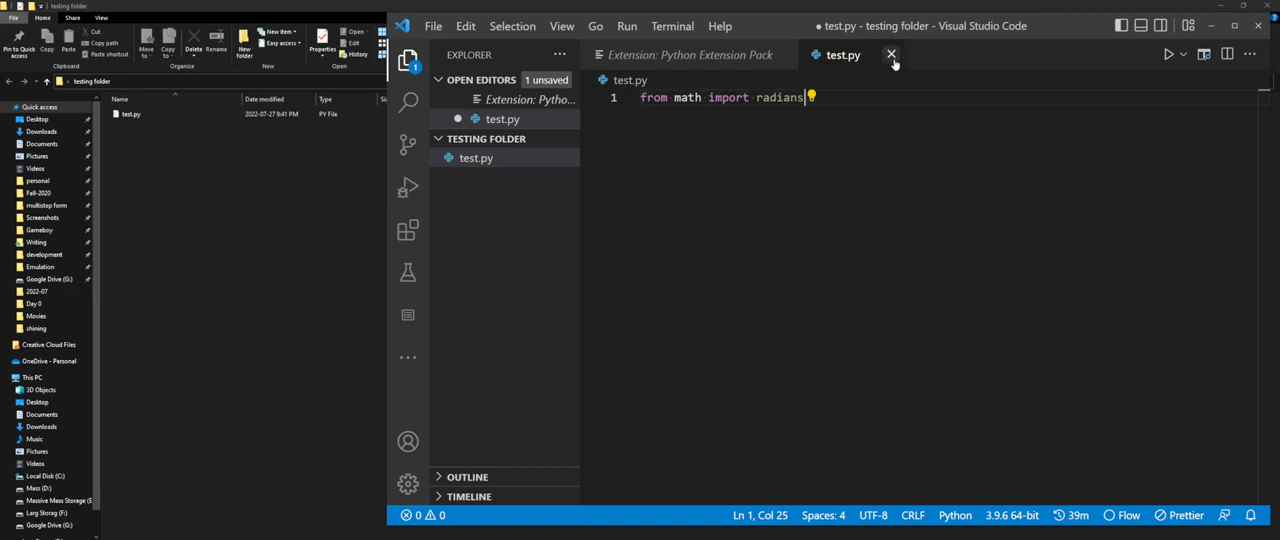 testing folder
File Home Share View
Pin to Quick access
Copy
Paste
Cut
Copy path
Paste shortcut
Clipboard
Move to
Copy to
Delete
Rename
Organize
New folder
New item
Easy access
New
Properties
Open
Edit
History
Open
testing folder
Name Date modified Type
test.py 2022-07-27 9:41 PM PY File
Quick access
Desktop
Downloads
Documents
Pictures
Videos
personal
Fall-2020
multistep form
Screenshots
Gameboy
Writing
development
Emulation
Google Drive (G:)
2022-07
Day 0
Movies
shining
Creative Cloud Files
OneDrive - Personal
This PC
3D Objects
Desktop
Documents
Downloads
Music
Pictures
Videos
Local Disk (C:)
Mass (D:)
Massive Mass Storage (E
Larg Storag (F:)
Google Drive (G:)
File Edit Selection View Go Run Terminal Help
● test.py - testing folder - Visual Studio Code
EXPLORER ···
OPEN EDITORS 1 unsaved
Extension: Pytho...
test.py
TESTING FOLDER
test.py
OUTLINE
TIMELINE
1
Extension: Python Extension Pack
test.py
test.py
1 from math import radians
0 0
Ln 1, Col 25
Spaces: 4
UTF-8
CRLF
Python
3.9.6 64-bit
39m
Flow
Prettier